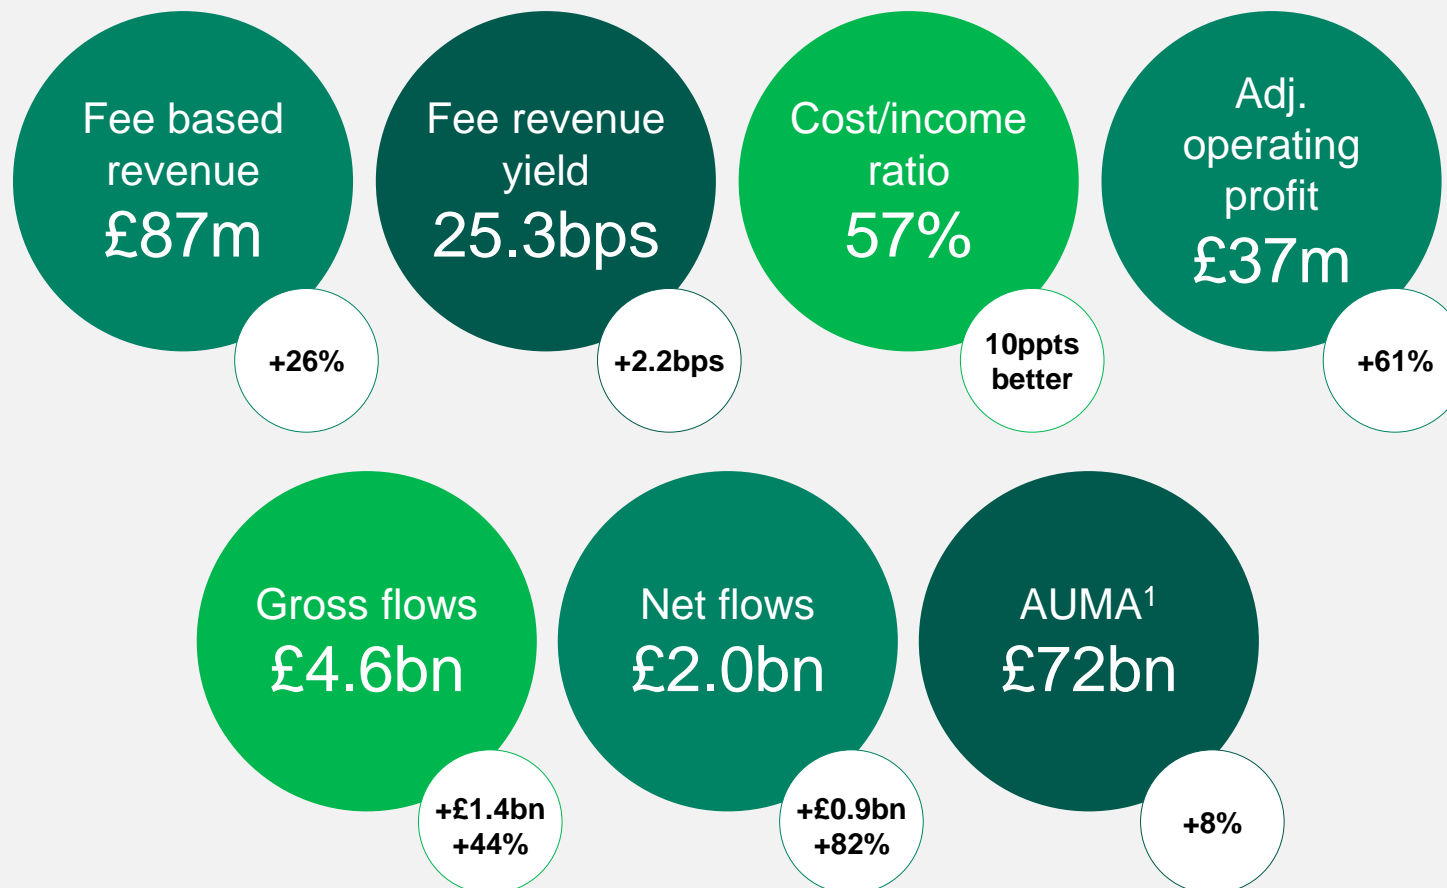 Fee based
revenue
£87m
+26%
Fee revenue
yield
25.3bps
+2.2bps
Cost/income
ratio
57%
10ppts
better
Adj.
operating
profit
£37m
+61%
Gross flows
£4.6bn
+£1.4bn
+44%
Net flows
£2.0bn
+£0.9bn
+82%
AUMA¹
£72bn
+8%